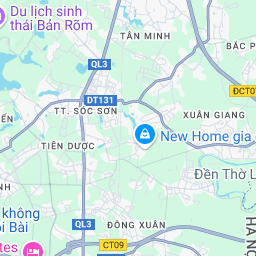 Du lịch sinh
thái Bản Rõm
TÂN MINH
QL3
BẮC P
ĐCT07
DT131
TT. SÓC SƠN
XUÂN GIANG
New Home gia
TIÊN DƯỢC
Đền Thờ L
không
i Bài
QL3
ĐÔNG XUÂN
CT09
tes
HÀ N